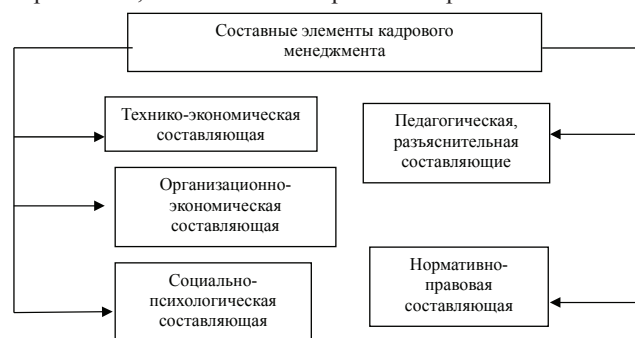 Составные элементы кадрового
менеджмента
Технико-экономическая
составляющая
Организационно-
экономическая
составляющая
Социально-
психологическая
составляющая
Педагогическая,
разъяснительная
составляющие
Нормативно-
правовая
составляющая